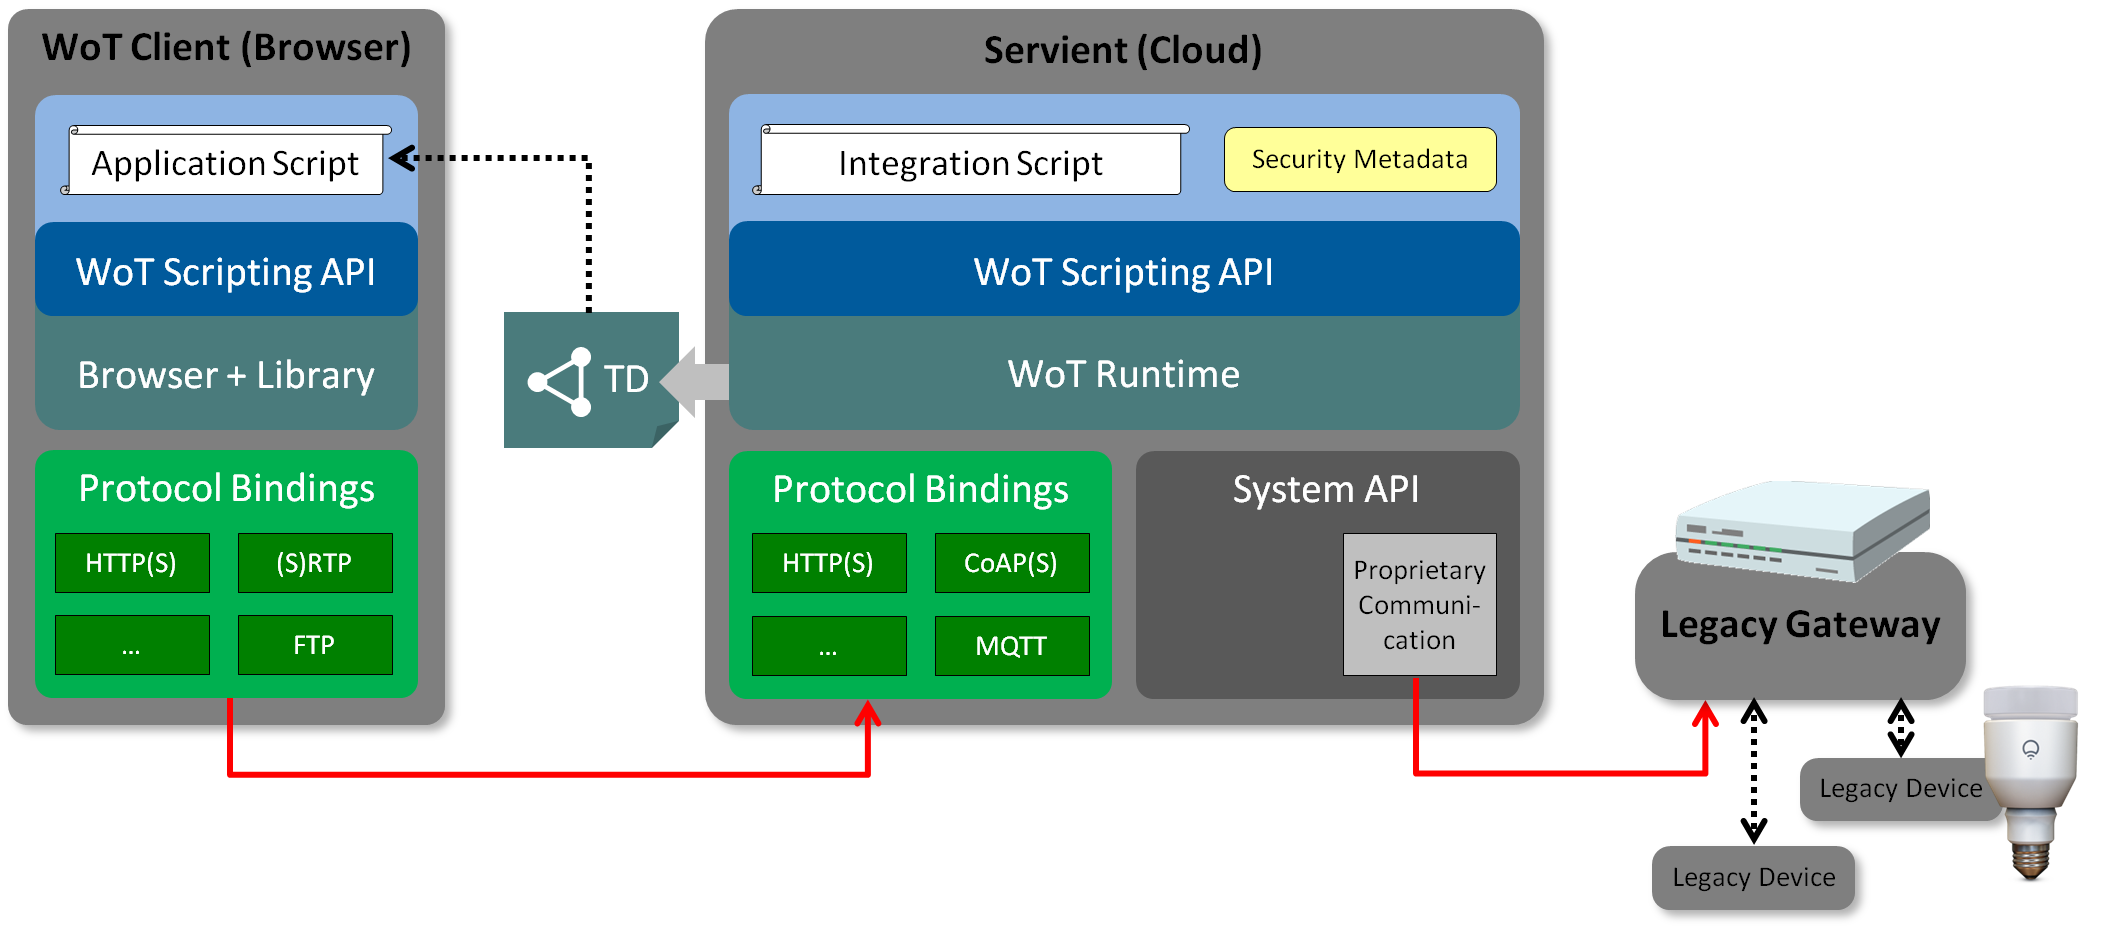 WoT Client (Browser)
Application Script
WoT Scripting API
Browser + Library
Protocol Bindings
HTTP(S)
(S)RTP
...
FTP
TD
Servient (Cloud)
Integration Script
Security Metadata
WoT Scripting API
WoT Runtime
Protocol Bindings
HTTP(S)
CoAP(S)
...
MQTT
System API
Proprietary
Communi-
cation
Legacy Gateway
Legacy Device
Legacy Device